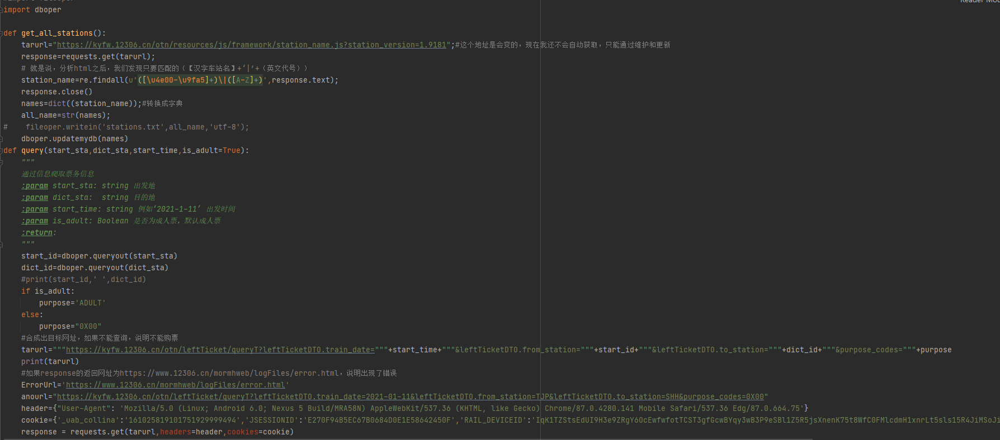 Reader Mod
import dboper
def get_all_stations():
    tarurl="https://kyfw.12306.cn/otn/resources/js/framework/station_name.js?station_version=1.9181";#这个地址是会变的，现在我还不会自动获取，只能通过维护和更新
    response=requests.get(tarurl);
    # 就是说，分析html之后，我们发现只要匹配的（【汉字车站名】+‘|’+（英文代号））
    station_name=re.findall(u'([\u4e00-\u9fa5]+)\|([A-Z]+)',response.text);
    response.close()
    names=dict((station_name));#转换成字典
    all_name=str(names);
#    fileoper.writein('stations.txt',all_name,'utf-8');
    dboper.updatemydb(names)
def query(start_sta,dict_sta,start_time,is_adult=True):
    """
    通过信息爬取票务信息
    :param start_sta: string 出发地
    :param dict_sta:  string 目的地
    :param start_time: string 例如‘2021-1-11’ 出发时间
    :param is_adult: Boolean 是否为成人票，默认成人票
    :return:
    """
    start_id=dboper.queryout(start_sta)
    dict_id=dboper.queryout(dict_sta)
    #print(start_id,' ',dict_id)
    if is_adult:
        purpose='ADULT'
    else:
        purpose="0X00"
    #合成出目标网址，如果不能查询，说明不能购票
    tarurl="""https://kyfw.12306.cn/otn/leftTicket/queryT?leftTicketDTO.train_date="""+start_time+"""&leftTicketDTO.from_station="""+start_id+"""&leftTicketDTO.to_station="""+dict_id+"""&purpose_codes="""+purpose
    print(tarurl)
    #如果response的返回网址为https://www.12306.cn/mormhweb/logFiles/error.html，说明出现了错误
    ErrorUrl='https://www.12306.cn/mormhweb/logFiles/error.html'
    anourl="https://kyfw.12306.cn/otn/leftTicket/queryT?leftTicketDTO.train_date=2021-01-11&leftTicketDTO.from_station=TJP&leftTicketDTO.to_station=SHH&purpose_codes=0X00"
    header={"User-Agent": 'Mozilla/5.0 (Linux; Android 6.0; Nexus 5 Build/MRA58N) AppleWebKit/537.36 (KHTML, like Gecko) Chrome/87.0.4280.141 Mobile Safari/537.36 Edg/87.0.664.75'}
    cookie={'_uab_collina':'161025819101751929999494','JSESSIONID':'E270F94B5EC67B0684D0E1E58642450F','RAIL_DEVICEID':'IqK1TZStsEdUI9H3e9ZRgY6OcEwfwfotTCST3gfGcwBYqy3wB3P9eSBl1Z5R5jsXnenK75t8WfC0FMlcdmH1xnrLt5sls15R4JiMSoJi
    response = requests.get(tarurl,headers=header,cookies=cookie)